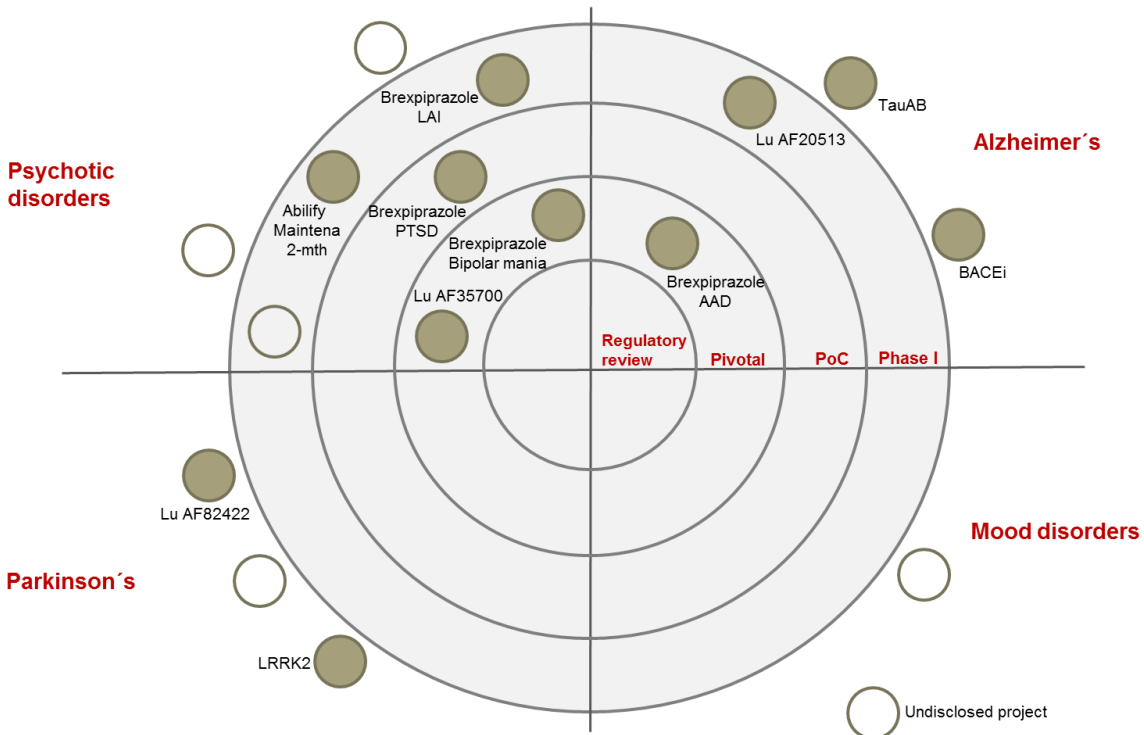 Brexpiprazole
LAI
TauAB
Lu AF20513
Alzheimer´s
Psychotic
disorders
Abilify
Maintena
2-mth
Brexpiprazole
PTSD
Brexpiprazole
Bipolar mania
Brexpiprazole
AAD
BACEi
Lu AF35700
Regulatory
review
Pivotal
PoC
Phase I
Lu AF82422
Mood disorders
Parkinson´s
LRRK2
Undisclosed project